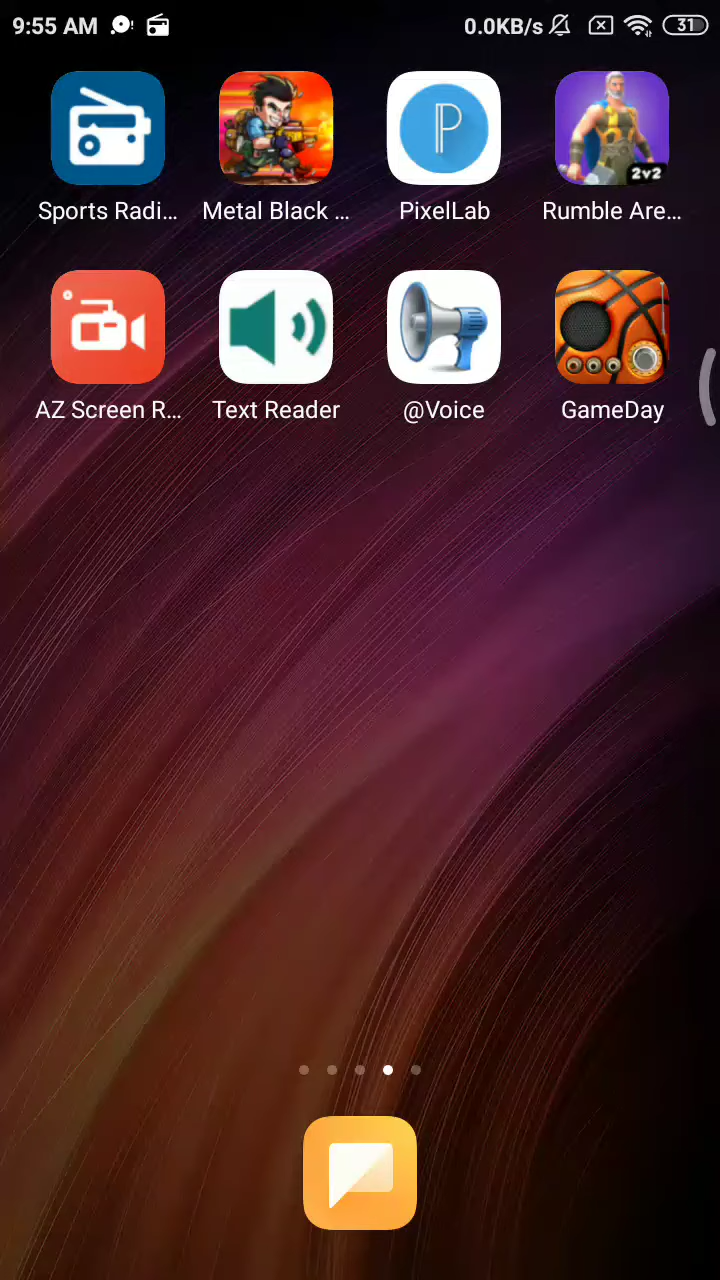 9:55 AM 0.0KB/s 31
2v2
Sports Radi... Metal Black ... PixelLab Rumble Are...
AZ Screen R... Text Reader @Voice GameDay